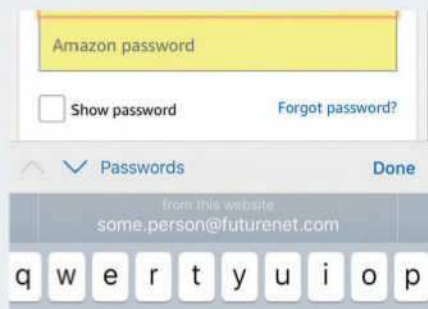 Amazon password
Show password Forgot password?
Passwords Done
from this website
some.person@futurenet.com
q w e r t y u i o p